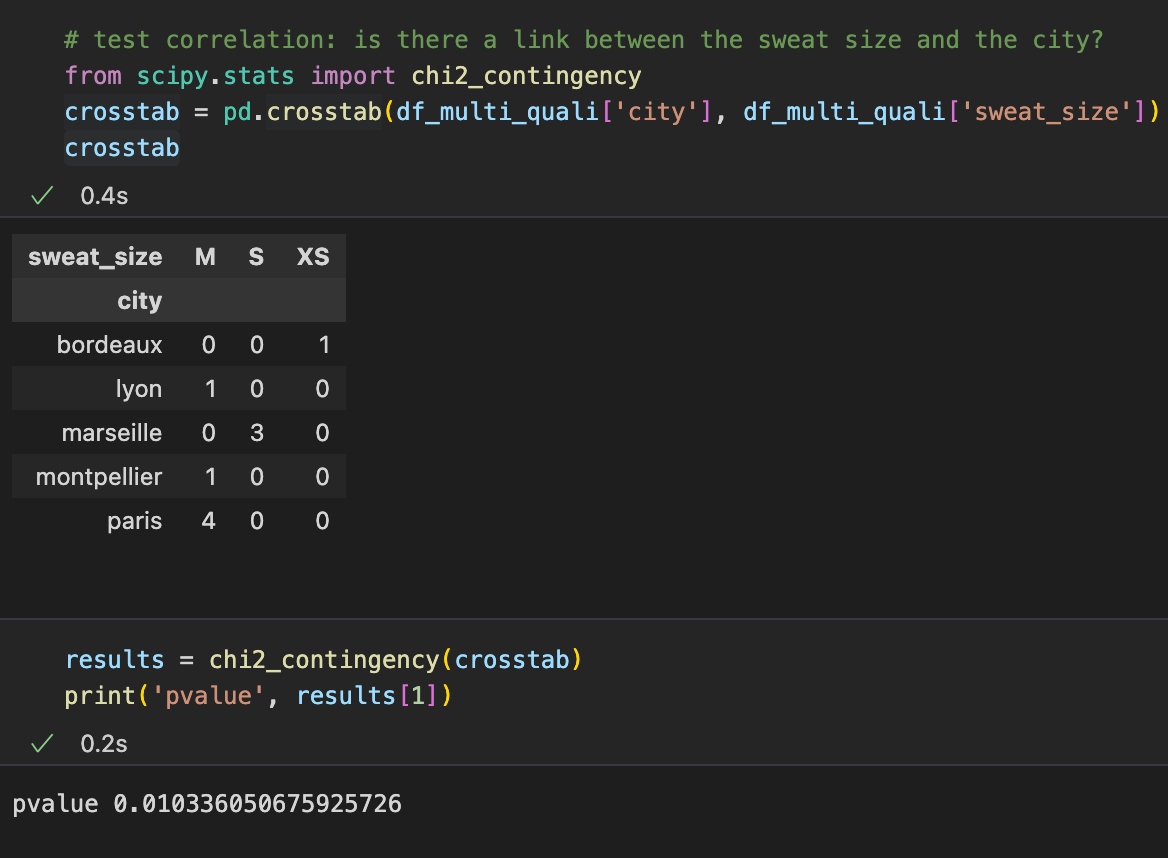 # test correlation: is there a link between the sweat size and the city?
from scipy.stats import chi2_contingency
crosstab = pd.crosstab(df_multi_quali['city'], df_multi_quali['sweat_size'])
crosstab
✓ 0.4s
sweat_size M S XS
city
bordeaux 0 0 1
lyon 1 0 0
marseille 0 3 0
montpellier 1 0 0
paris 4 0 0
results = chi2_contingency(crosstab)
print('pvalue', results[1])
✓ 0.2s
pvalue 0.010336050675925726